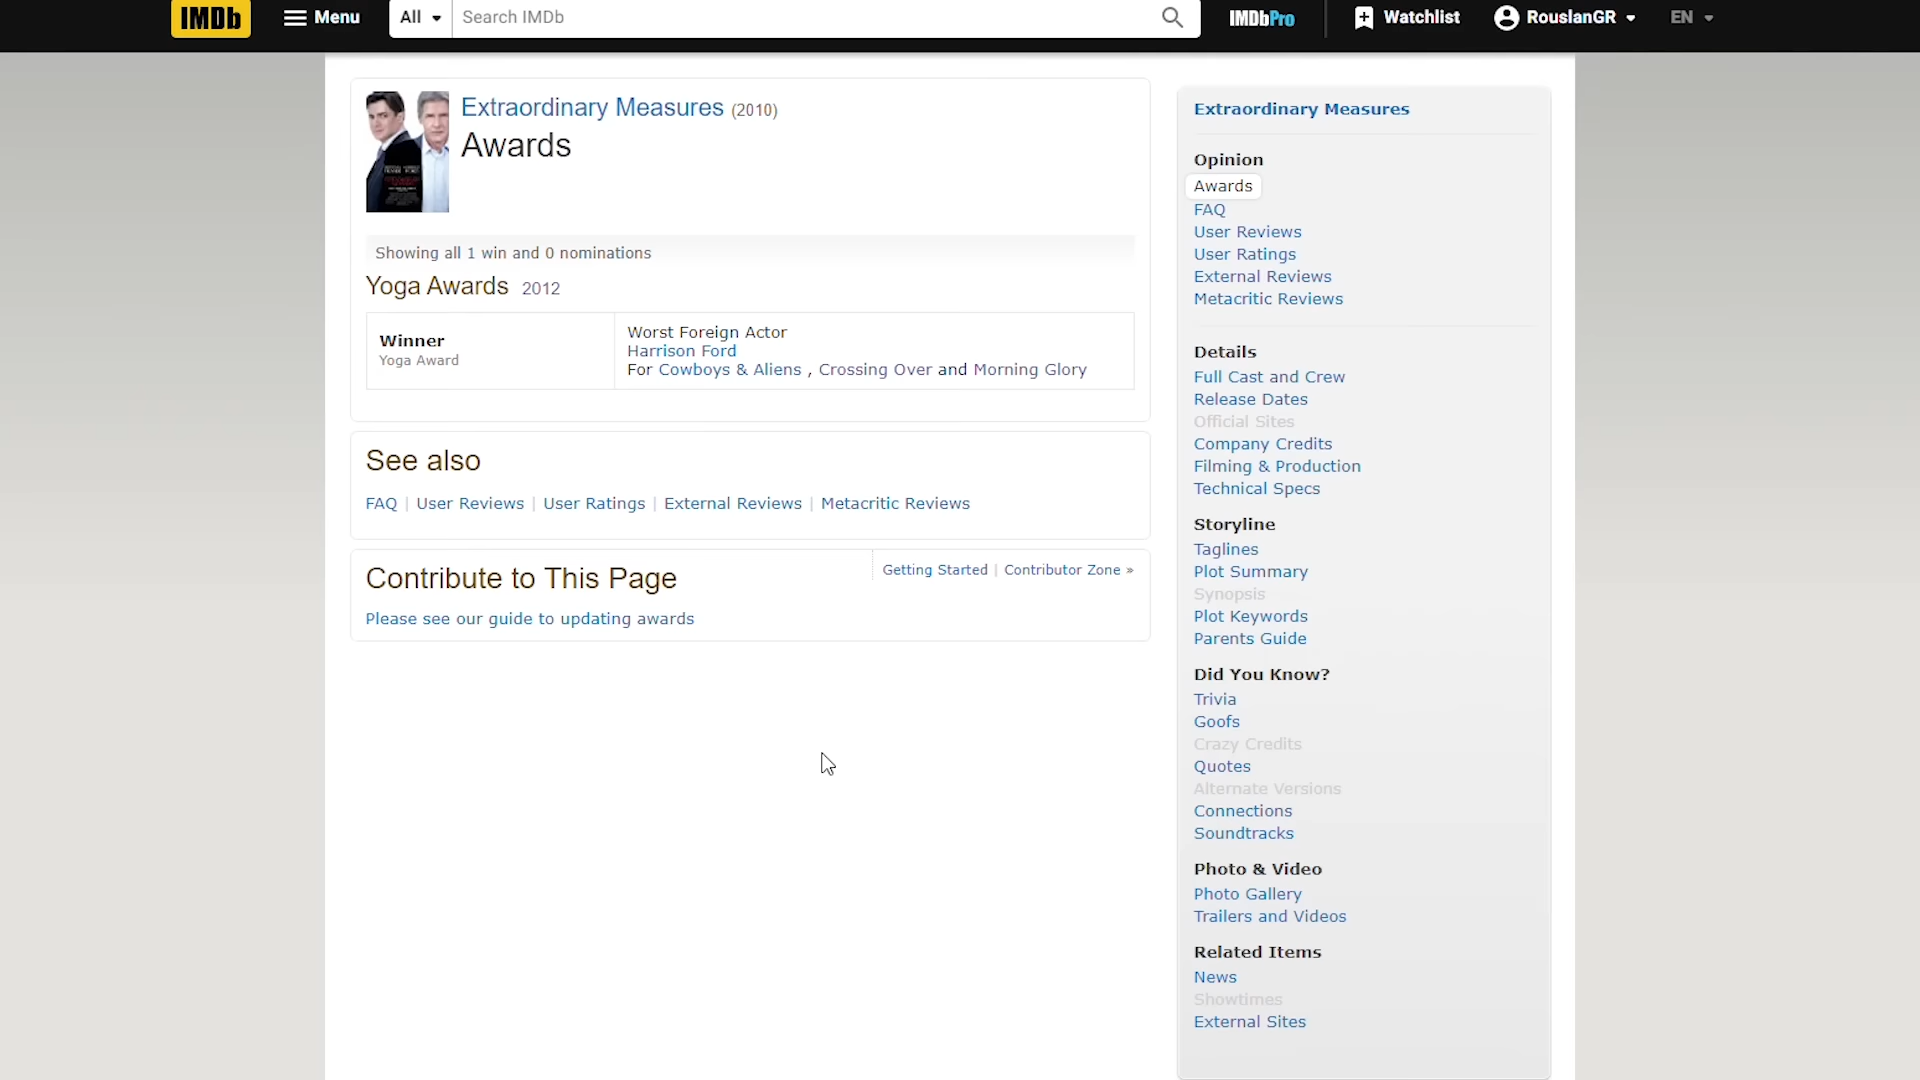 IMDb
Menu
All
Search IMDb
IMDbPro
Watchlist
RouslanGR
EN
Extraordinary Measures (2010)
Awards
Showing all 1 win and 0 nominations
Yoga Awards 2012
Winner
Yoga Award
Worst Foreign Actor
Harrison Ford
For Cowboys & Aliens , Crossing Over and Morning Glory
See also
FAQ | User Reviews | User Ratings | External Reviews | Metacritic Reviews
Contribute to This Page
Getting Started | Contributor Zone »
Please see our guide to updating awards
Extraordinary Measures
Opinion
Awards
FAQ
User Reviews
User Ratings
External Reviews
Metacritic Reviews
Details
Full Cast and Crew
Release Dates
Official Sites
Company Credits
Filming & Production
Technical Specs
Storyline
Taglines
Plot Summary
Synopsis
Plot Keywords
Parents Guide
Did You Know?
Trivia
Goofs
Crazy Credits
Quotes
Alternate Versions
Connections
Soundtracks
Photo & Video
Photo Gallery
Trailers and Videos
Related Items
News
Showtimes
External Sites